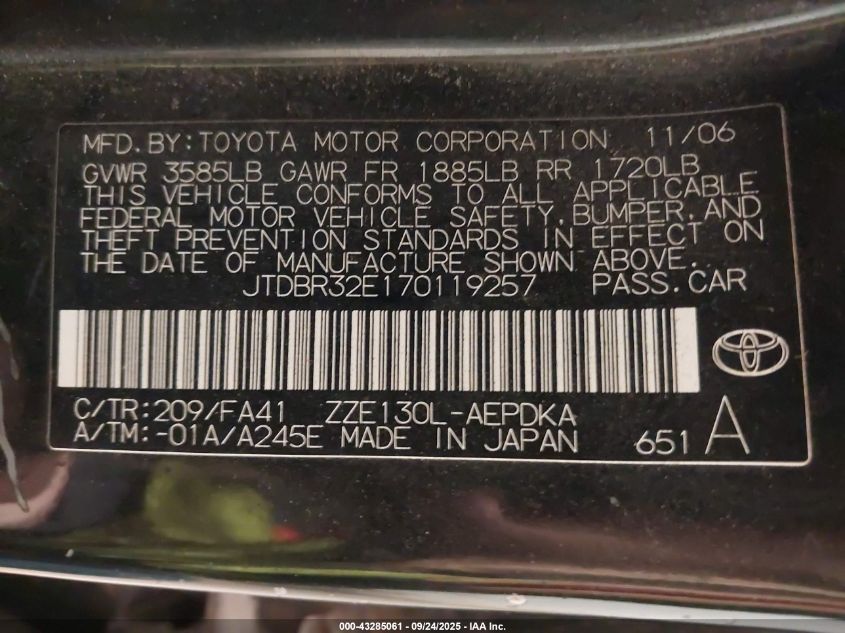 MFD. BY: TOYOTA MOTOR CORPORATION 11/06
GVWR 3585LB GAWR FR 1885LB RR 1720LB
THIS VEHICLE CONFORMS TO ALL APPLICABLE
FEDERAL MOTOR VEHICLE SAFETY, BUMPER, AND
THEFT PREVENTION STANDARDS IN EFFECT ON
THE DATE OF MANUFACTURE SHOWN ABOVE.
JTDBR32E170119257 PASS. CAR
C/TR: 209/FA41 ZZE130L-AEPDKA
A/TM: -01A/A245E MADE IN JAPAN 651 A
000-43285061 - 09/24/2025 - IAA Inc.